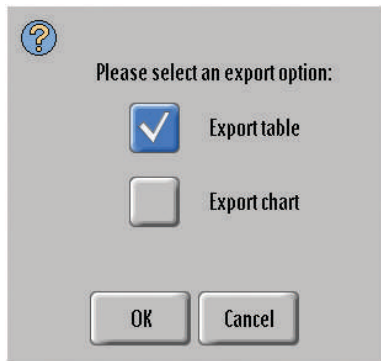 ?
Please select an export option:
Export table
Export chart
OK Cancel